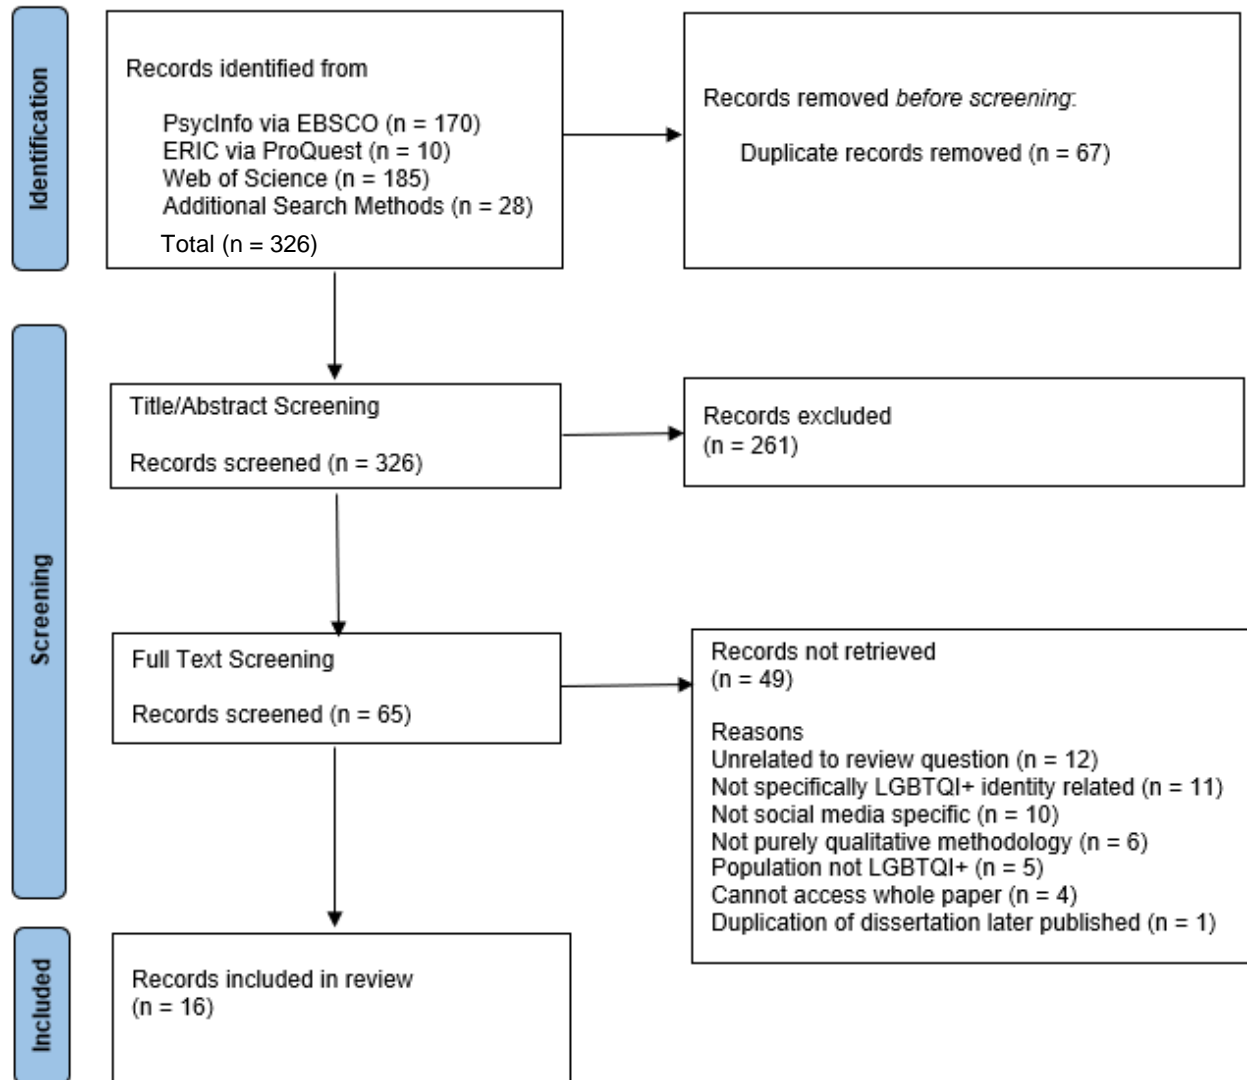 Identification
Records identified from
PsycInfo via EBSCO (n = 170)
ERIC via ProQuest (n = 10)
Web of Science (n = 185)
Additional Search Methods (n = 28)
Total (n = 326)
Records removed before screening:
Duplicate records removed (n = 67)
Screening
Title/Abstract Screening
Records screened (n = 326)
Records excluded
(n = 261)
Full Text Screening
Records screened (n = 65)
Records not retrieved
(n = 49)
Reasons
Unrelated to review question (n = 12)
Not specifically LGBTQI+ identity related (n = 11)
Not social media specific (n = 10)
Not purely qualitative methodology (n = 6)
Population not LGBTQI+ (n = 5)
Cannot access whole paper (n = 4)
Duplication of dissertation later published (n = 1)
Included
Records included in review
(n = 16)